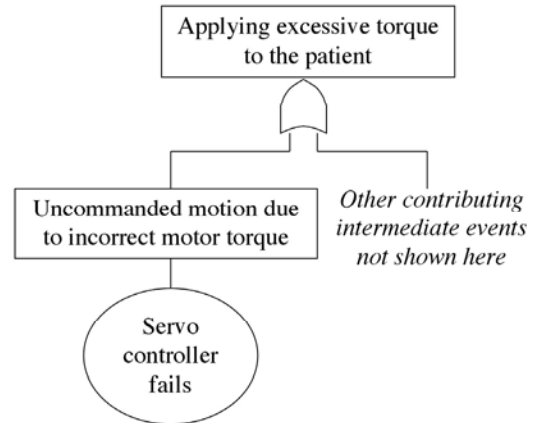 Applying excessive torque
to the patient
Uncommanded motion due
to incorrect motor torque
Other contributing
intermediate events
not shown here
Servo
controller
fails